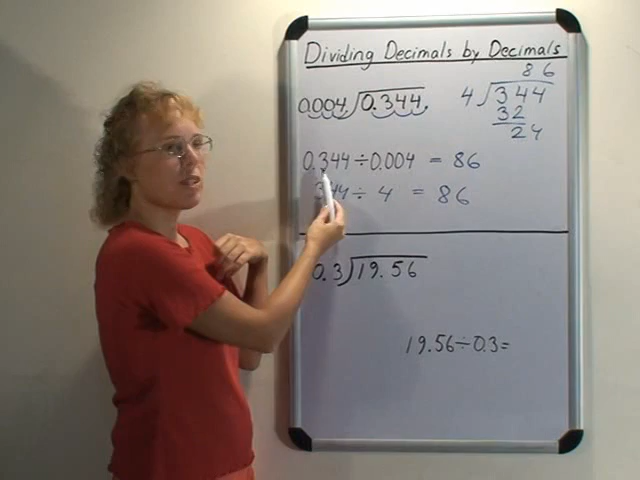 Dividing Decimals by Decimals
0.004 ⟌ 0.344
86
4 ⟌ 344
32
24
0.344 ÷ 0.004 = 86
344 ÷ 4 = 86
0.3 ⟌ 19.56
19.56 ÷ 0.3 =